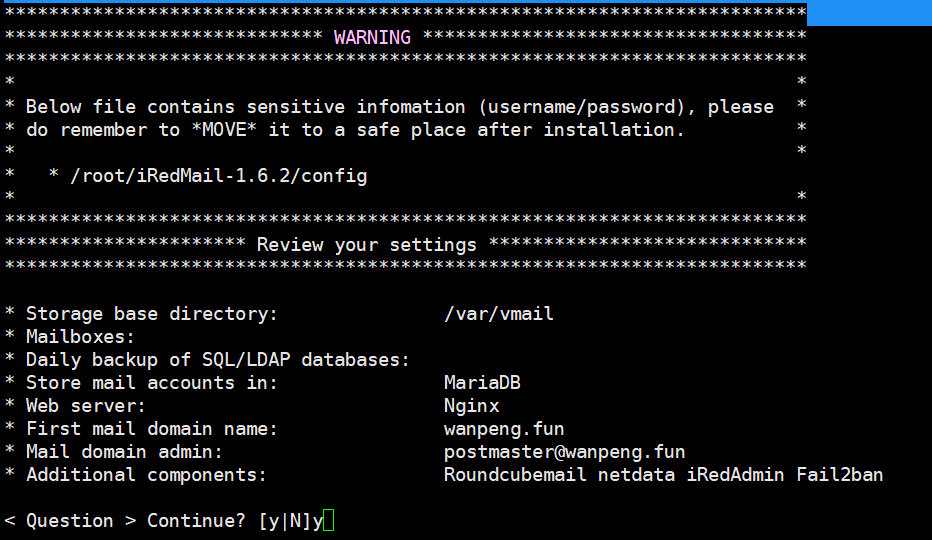 *************************************************************************
***************************** WARNING ***********************************
*************************************************************************
*                                                                       *
* Below file contains sensitive infomation (username/password), please  *
* do remember to *MOVE* it to a safe place after installation.          *
*                                                                       *
*   * /root/iRedMail-1.6.2/config
*                                                                       *
*************************************************************************
********************** Review your settings *****************************
*************************************************************************
* Storage base directory:               /var/vmail
* Mailboxes:
* Daily backup of SQL/LDAP databases:
* Store mail accounts in:               MariaDB
* Web server:                           Nginx
* First mail domain name:               wanpeng.fun
* Mail domain admin:                    postmaster@wanpeng.fun
* Additional components:                Roundcubemail netdata iRedAdmin Fail2ban
< Question > Continue? [y|N]y